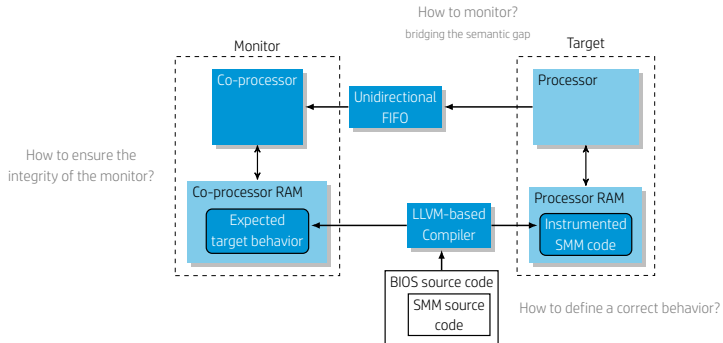 How to monitor?
bridging the semantic gap
Monitor
Target
Co-processor
Processor
Unidirectional
FIFO
How to ensure the
integrity of the monitor?
Co-processor RAM
Expected
target behavior
LLVM-based
Compiler
Processor RAM
Instrumented
SMM code
BIOS source code
SMM source
code
How to define a correct behavior?